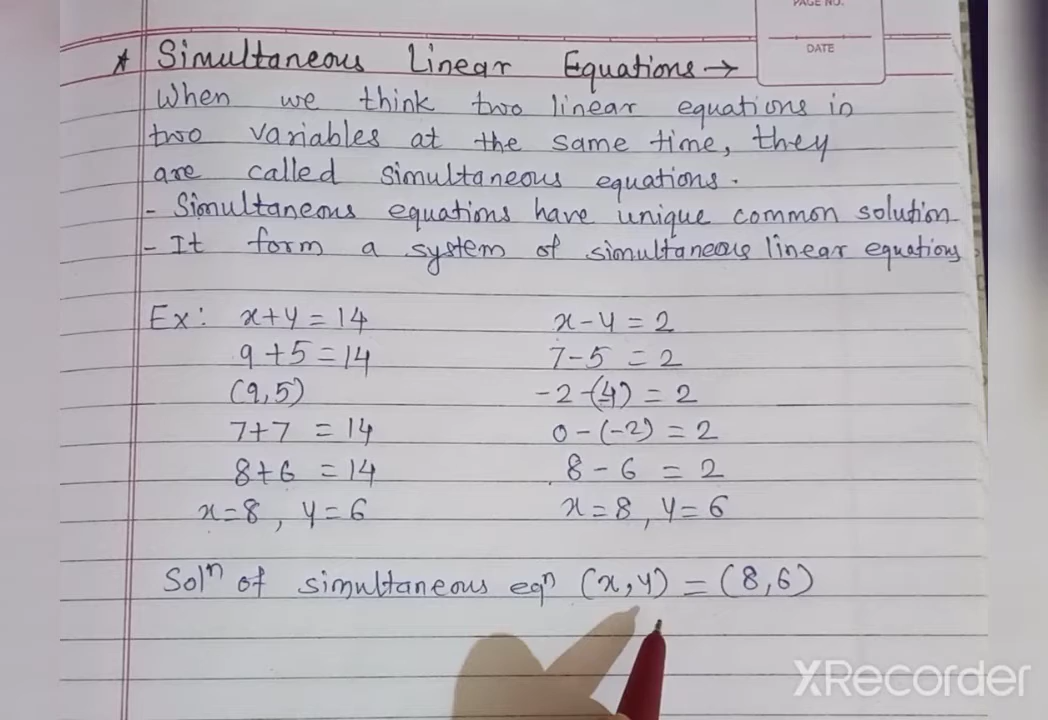 PAGE NO.
DATE
* Simultaneous Linear Equations →
When we think two linear equations in
two variables at the same time, they
are called simultaneous equations.
- Simultaneous equations have unique common solution
- It form a system of simultaneous linear equations.
Ex: x+y = 14 x-y = 2
9+5 = 14 7-5 = 2
(9,5) -2-(4) = 2
7+7 = 14 0-(-2) = 2
8+6 = 14 8-6 = 2
x=8, y=6 x=8, y=6
Solⁿ of simultaneous eqⁿ (x,y) = (8,6)
XRecorder